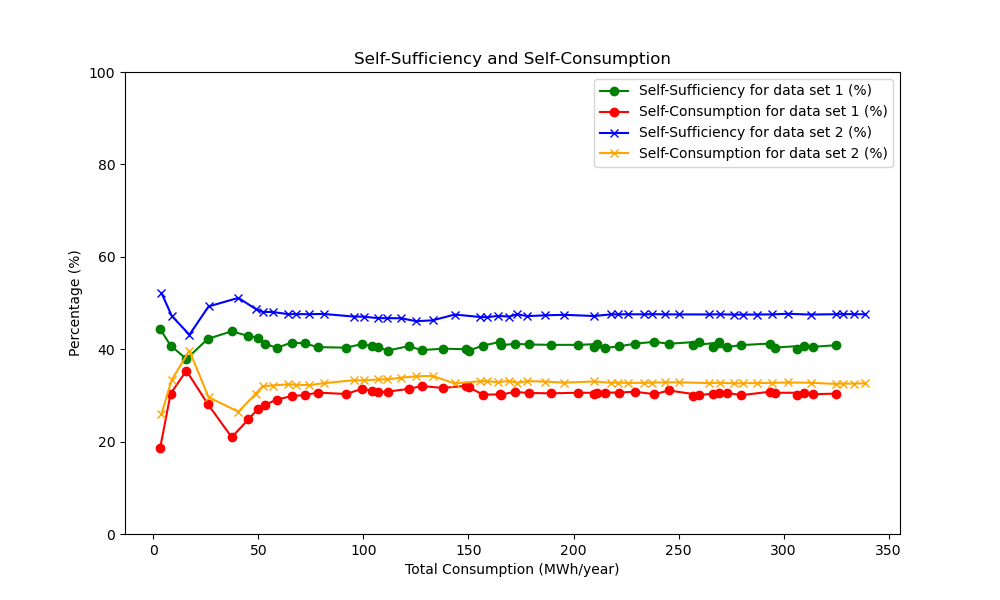 Self-Sufficiency and Self-Consumption
Self-Sufficiency for data set 1 (%)
Self-Consumption for data set 1 (%)
Self-Sufficiency for data set 2 (%)
Self-Consumption for data set 2 (%)
Percentage (%)
100
80
60
40
20
0
0 50 100 150 200 250 300 350
Total Consumption (MWh/year)